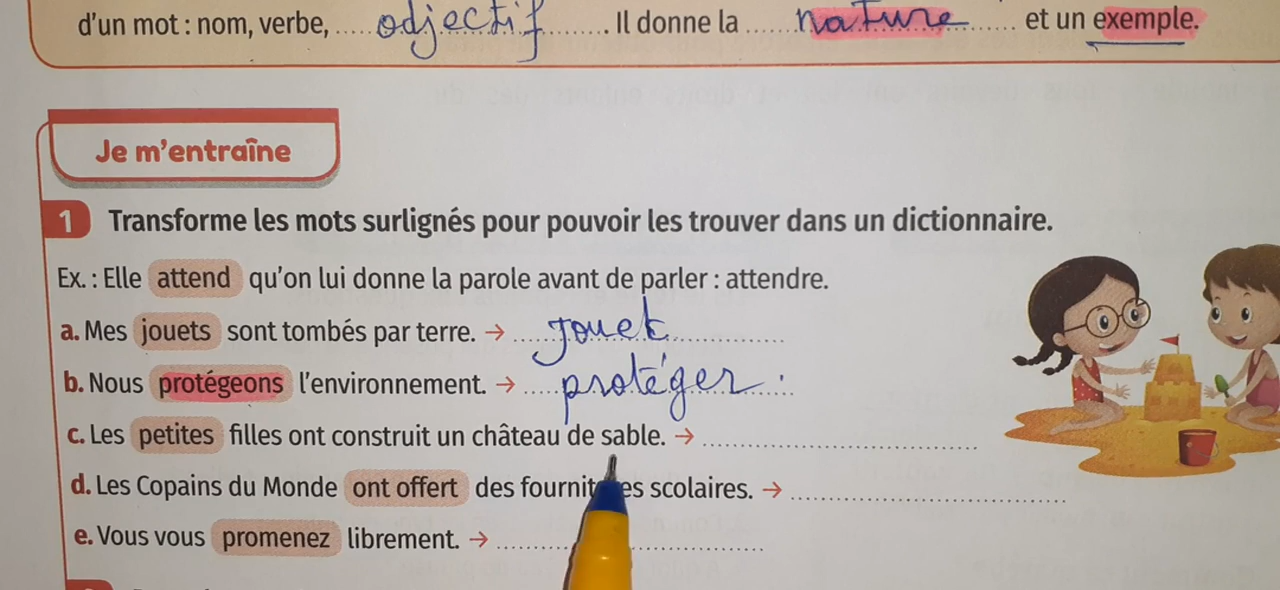 d'un mot : nom, verbe, ..... odjectif ........ . Il donne la ... nature ...... et un exemple.
Je m'entraîne
1 Transforme les mots surlignés pour pouvoir les trouver dans un dictionnaire.
Ex. : Elle attend qu'on lui donne la parole avant de parler : attendre.
a. Mes jouets sont tombés par terre. → jouet
b. Nous protégeons l'environnement. → protéger.
c. Les petites filles ont construit un château de sable. → ........................................
d. Les Copains du Monde ont offert des scolaires. → ........................................
e. Vous vous promenez librement. → ........................................